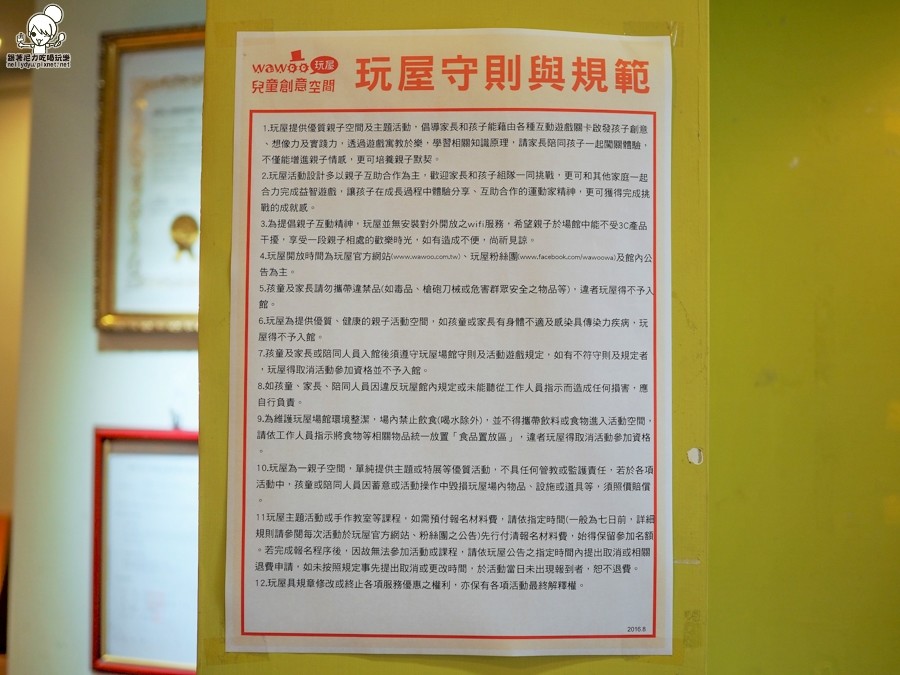 跟著尼力吃喝玩樂
nellydyu.pixnet.net
wawoo玩屋
兒童創意空間
玩屋守則與規範
1.玩屋提供優質親子空間及主題活動，倡導家長和孩子能藉由各種互動遊戲關卡啟發孩子創意
、想像力及實踐力，透過遊戲寓教於樂，學習相關知識原理，請家長陪同孩子一起闖關體驗，
不僅能增進親子情感，更可培養親子默契。
2.玩屋活動設計多以親子互助合作為主，歡迎家長和孩子組隊一同挑戰，更可和其他家庭一起
合力完成益智遊戲，讓孩子在成長過程中體驗分享、互助合作的運動家精神，更可獲得完成挑
戰的成就感。
3.為提倡親子互動精神，玩屋並無安裝對外開放之wifi服務，希望親子於場館中能不受3C產品
干擾，享受一段親子相處的歡樂時光，如有造成不便，尚祈見諒。
4.玩屋開放時間為玩屋官方網站(www.wawoo.com.tw)、玩屋粉絲團(www.facebook.com/wawoowa)及館內公
告為主。
5.孩童及家長請勿攜帶違禁品(如毒品、槍砲刀械或危害群眾安全之物品等)，違者玩屋得不予入
館。
6.玩屋為提供優質、健康的親子活動空間，如孩童或家長有身體不適及感染具傳染力疾病，玩
屋得不予入館。
7.孩童及家長或陪同人員入館後須遵守玩屋場館守則及活動遊戲規定，如有不符守則及規定者
，玩屋得取消活動參加資格並不予入館。
8.如孩童、家長、陪同人員因違反玩屋館內規定或未能聽從工作人員指示而造成任何損害，應
自行負責。
9.為維護玩屋場館環境整潔，場內禁止飲食(喝水除外)，並不得攜帶飲料或食物進入活動空間，
請依工作人員指示將食物等相關物品統一放置「食品置放區」，違者玩屋得取消活動參加資格
。
10.玩屋為一親子空間，單純提供主題或特展等優質活動，不具任何管教或監護責任，若於各項
活動中，孩童或陪同人員因蓄意或活動操作中毀損玩屋場內物品、設施或道具等，須照價賠償
。
11玩屋主題活動或手作教室等課程，如需預付報名材料費，請依指定時間(一般為七日前，詳細
規則請參閱每次活動於玩屋官方網站、粉絲團之公告)先行付清報名材料費，始得保留參加名額
。若完成報名程序後，因故無法參加活動或課程，請依玩屋公告之指定時間內提出取消或相關
退費申請，如未按照規定事先提出取消或更改時間，於活動當日未出現報到者，恕不退費。
12.玩屋具規章修改或終止各項服務優惠之權利，亦保有各項活動最終解釋權。
2016.8